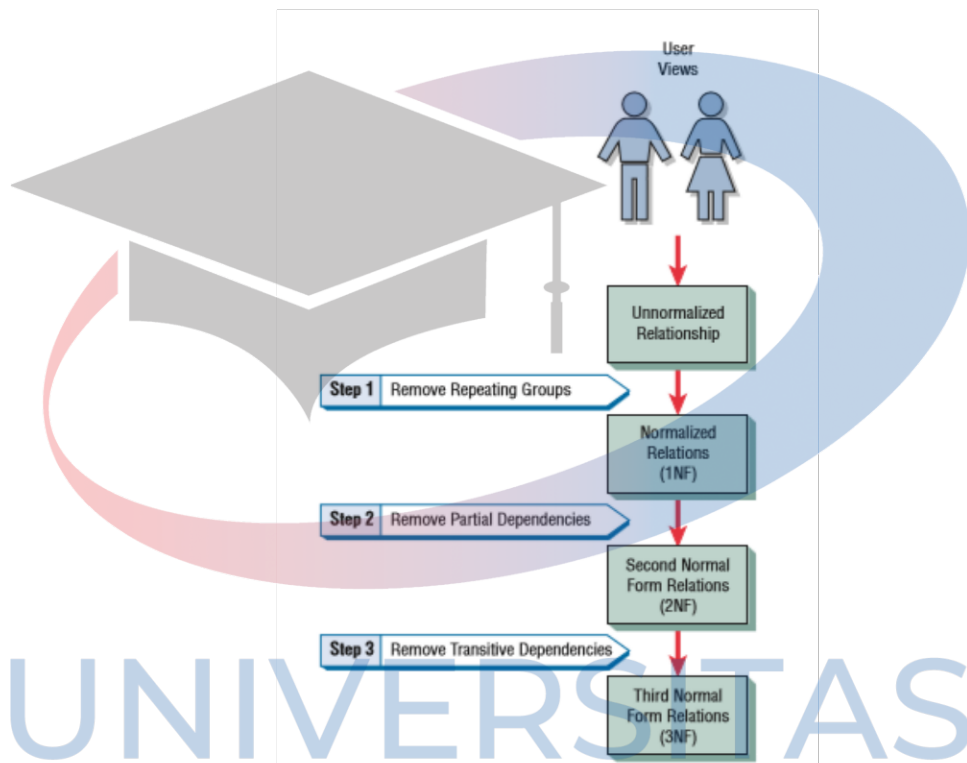 User
Views
Unnormalized
Relationship
Step 1 Remove Repeating Groups
Normalized
Relations
(1NF)
Step 2 Remove Partial Dependencies
Second Normal
Form Relations
(2NF)
Step 3 Remove Transitive Dependencies
Third Normal
Form Relations
(3NF)
UNIVERSITAS